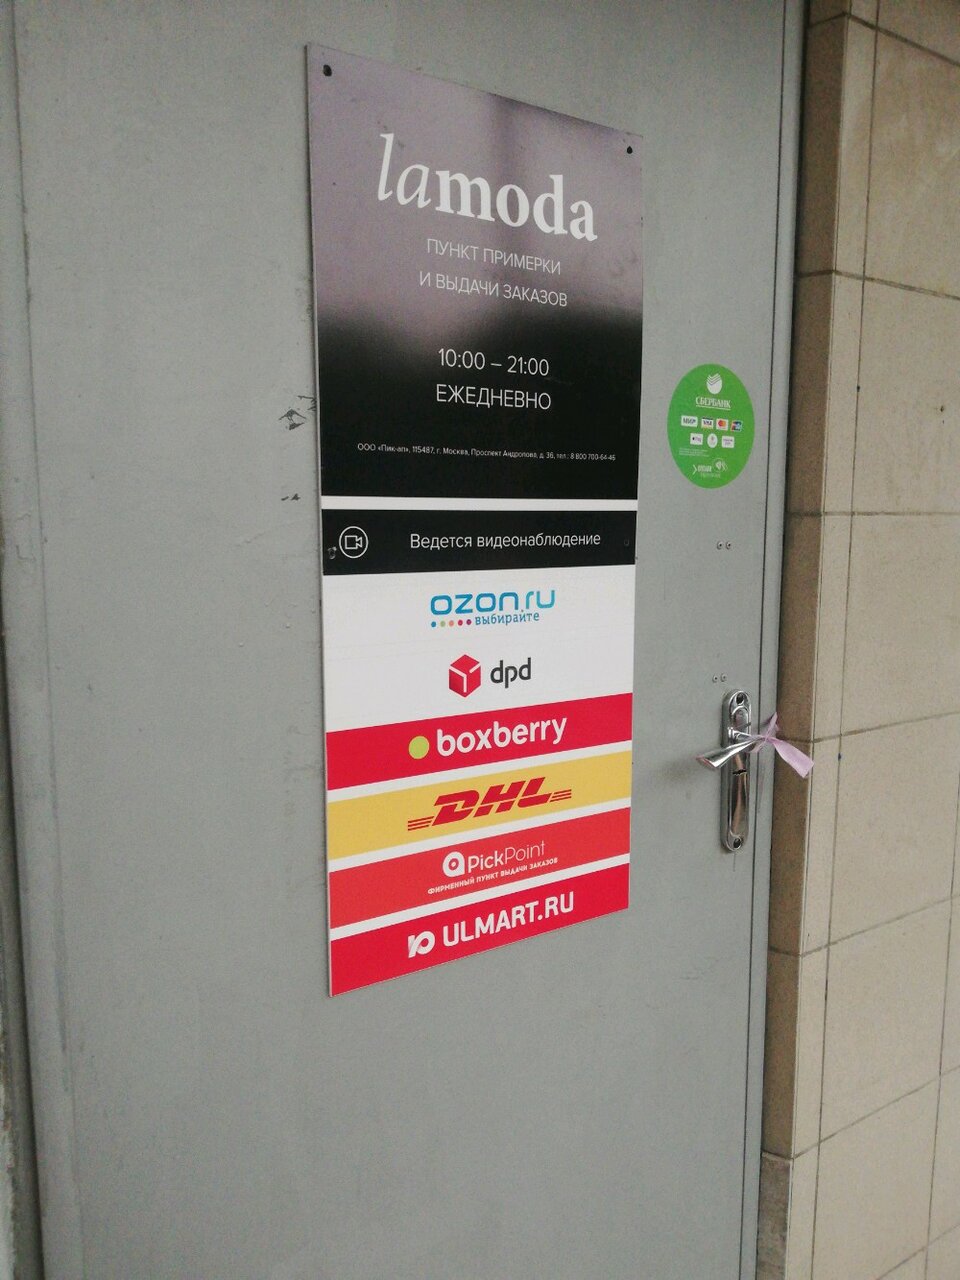 lamoda
ПУНКТ ПРИМЕРКИ
И ВЫДАЧИ ЗАКАЗОВ
10:00 – 21:00
ЕЖЕДНЕВНО
ООО «Пик-ап», 115487, г. Москва, Проспект Андропова, д. 36, тел.: 8 800 700-64-46
Ведется видеонаблюдение
ozon.ru
выбирайте
dpd
boxberry
DHL
PickPoint
ФИРМЕННЫЙ ПУНКТ ВЫДАЧИ ЗАКАЗОВ
ULMART.RU
СБЕРБАНК
МИР VISA